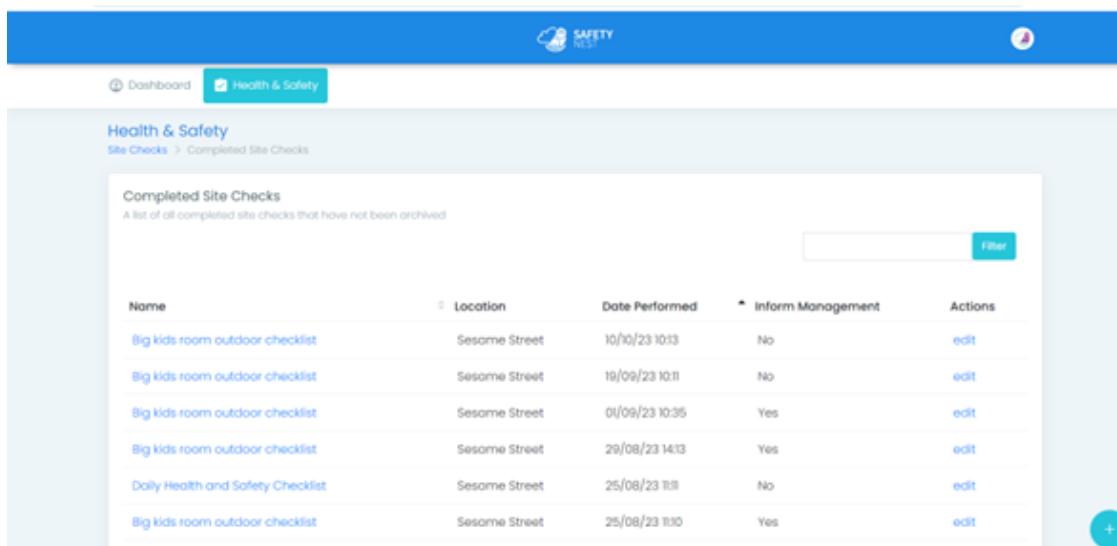 SAFETY
NEST
Dashboard Health & Safety
Health & Safety
Site Checks > Completed Site Checks
Completed Site Checks
A list of all completed site checks that have not been archived
Filter
Name Location Date Performed Inform Management Actions
Big kids room outdoor checklist Sesame Street 10/10/23 10:13 No edit
Big kids room outdoor checklist Sesame Street 19/09/23 10:11 No edit
Big kids room outdoor checklist Sesame Street 01/09/23 10:35 Yes edit
Big kids room outdoor checklist Sesame Street 29/08/23 14:13 Yes edit
Daily Health and Safety Checklist Sesame Street 25/08/23 11:11 No edit
Big kids room outdoor checklist Sesame Street 25/08/23 11:10 Yes edit
+